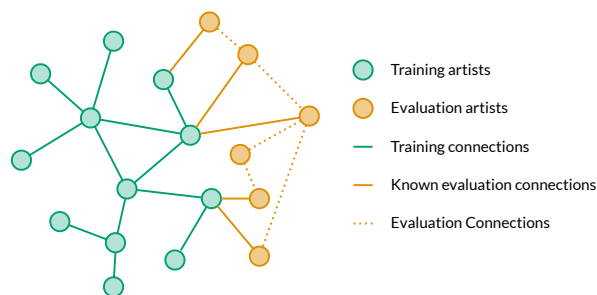 Training artists
Evaluation artists
Training connections
Known evaluation connections
Evaluation Connections